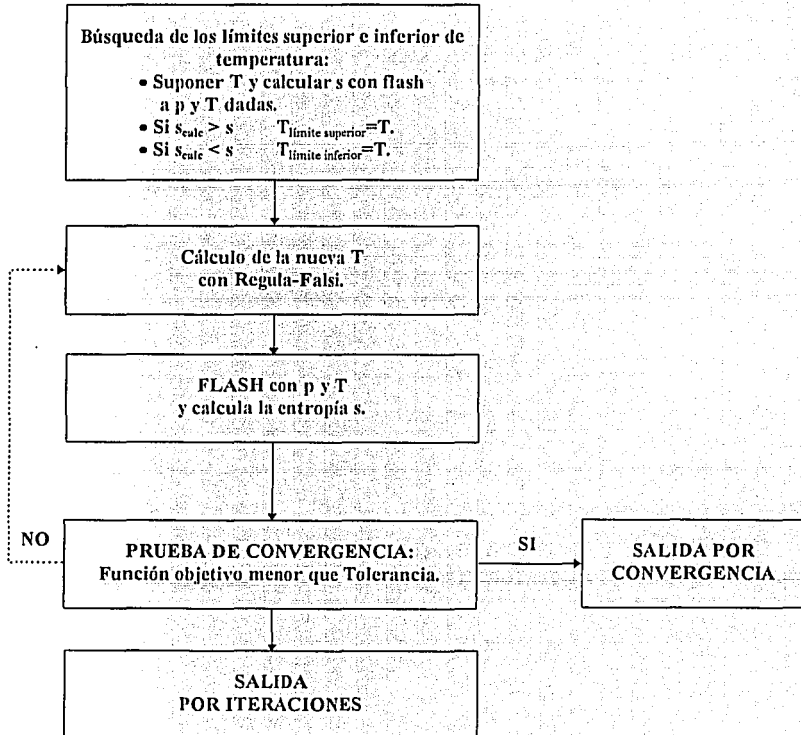 Búsqueda de los límites superior e inferior de
temperatura:
• Suponer T y calcular s con flash
a p y T dadas.
• Si s_calc > s T_límite superior=T.
• Si s_calc < s T_límite inferior=T.
Cálculo de la nueva T
con Regula-Falsi.
FLASH con p y T
y calcula la entropía s.
NO
PRUEBA DE CONVERGENCIA:
Función objetivo menor que Tolerancia.
SI
SALIDA POR
CONVERGENCIA
SALIDA
POR ITERACIONES